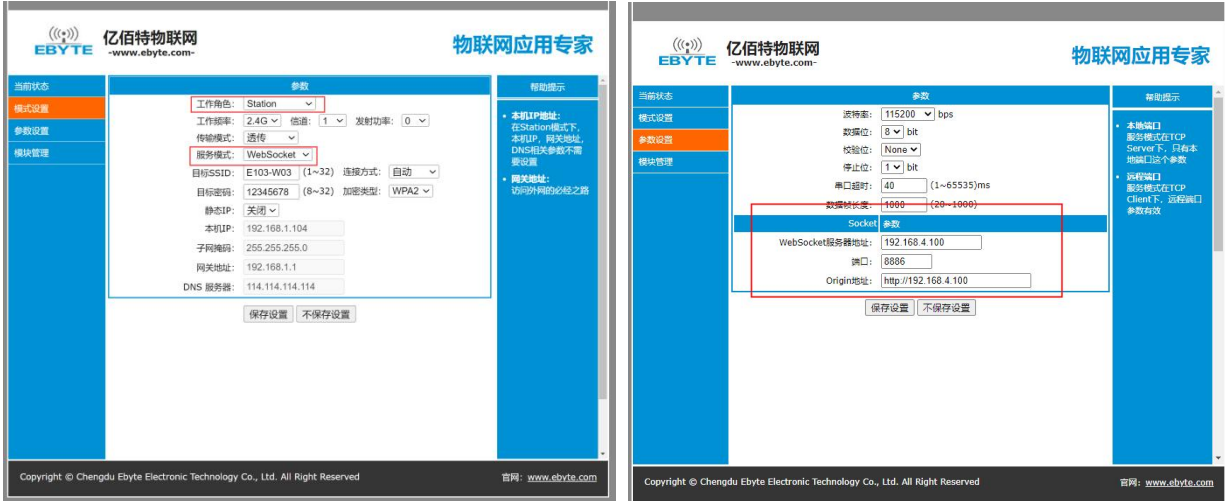 EBYTE
亿佰特物联网
-www.ebyte.com-
物联网应用专家
当前状态
模式设置
参数设置
模块管理
参数
工作角色: Station
工作频率: 2.4G 信道: 1 发射功率: 0
传输模式: 透传
服务模式: WebSocket
目标SSID: E103-W03 (1~32) 连接方式: 自动
目标密码: 12345678 (8~32) 加密类型: WPA2
静态IP: 关闭
本机IP: 192.168.1.104
子网掩码: 255.255.255.0
网关地址: 192.168.1.1
DNS 服务器: 114.114.114.114
保存设置 不保存设置
帮助提示
• 本机IP地址:
在Station模式下，
本机IP，网关地址，
DNS相关参数不需
要设置
• 网关地址:
访问外网的必经之路
Copyright © Chengdu Ebyte Electronic Technology Co., Ltd. All Right Reserved
官网: www.ebyte.com
EBYTE
亿佰特物联网
-www.ebyte.com-
物联网应用专家
当前状态
模式设置
参数设置
模块管理
参数
波特率: 115200 bps
数据位: 8 bit
校验位: None
停止位: 1 bit
串口超时: 40 (1~65535)ms
数据帧长度: 1000 (20~1000)
Socket 参数
WebSocket服务器地址: 192.168.4.100
端口: 8886
Origin地址: http://192.168.4.100
保存设置 不保存设置
帮助提示
• 本地端口
服务模式在TCP
Server下，只有本
地端口这个参数
• 远程端口
服务模式在TCP
Client下，远程端口
参数有效
Copyright © Chengdu Ebyte Electronic Technology Co., Ltd. All Right Reserved
官网: www.ebyte.com